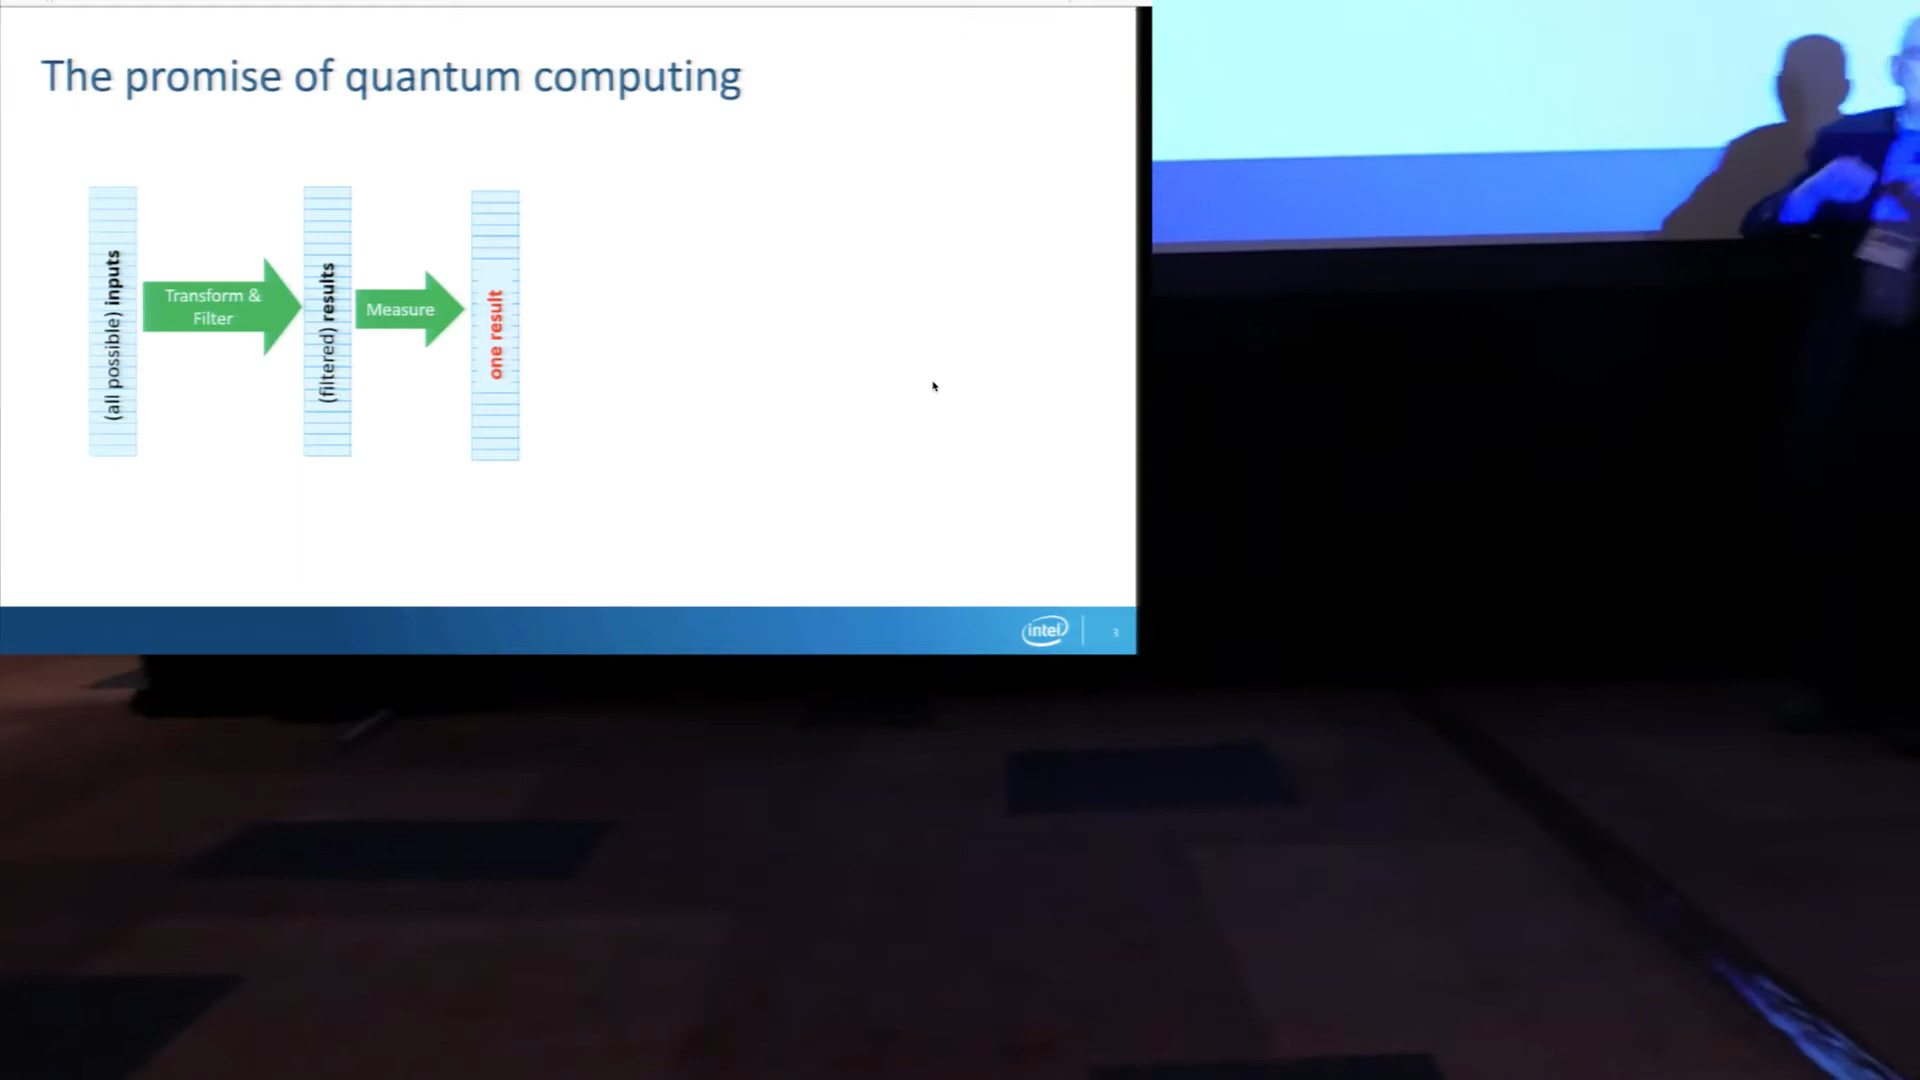 The promise of quantum computing
(all possible) inputs
Transform &
Filter
(filtered) results
Measure
one result
intel
3